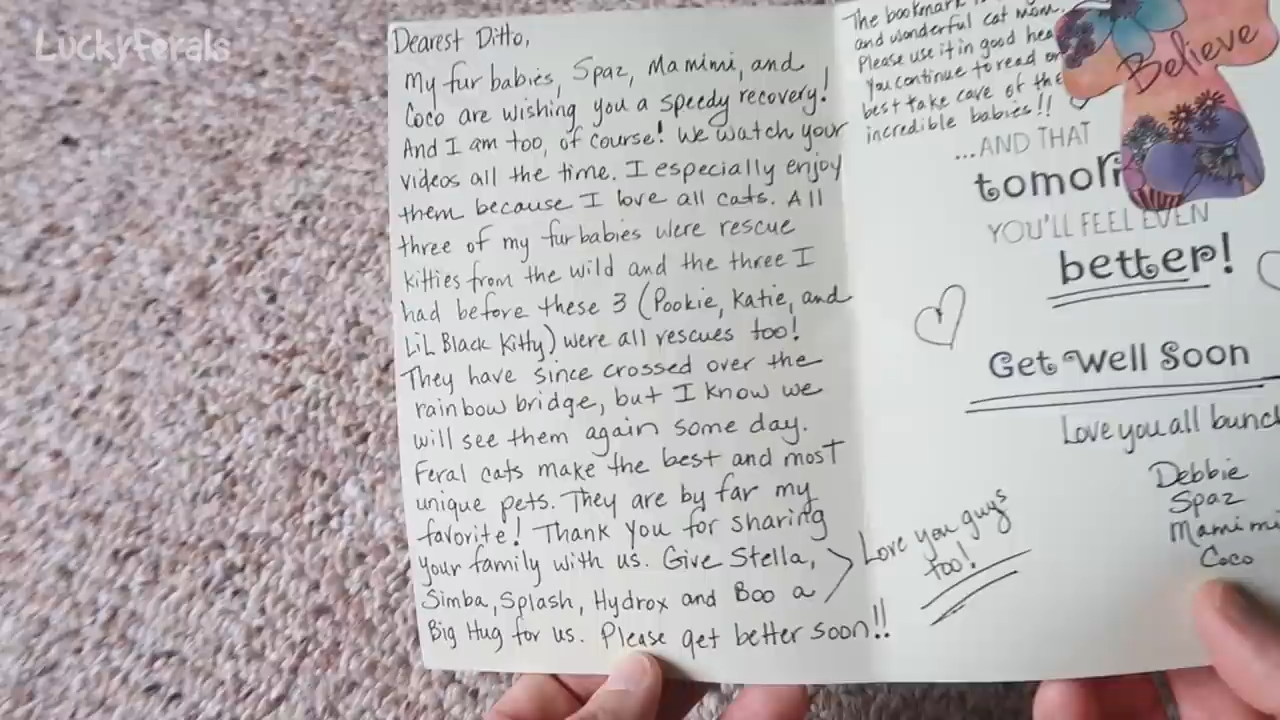 LuckyFerals
Dearest Ditto,
My fur babies, Spaz, Mamimi, and
Coco are wishing you a speedy recovery!
And I am too, of course! We watch your
videos all the time. I especially enjoy
them because I love all cats. All
three of my furbabies were rescue
kitties from the wild and the three I
had before these 3 (Pookie, Katie, and
LiL Black Kitty) were all rescues too!
They have since crossed over the
rainbow bridge, but I know we
will see them again some day.
Feral cats make the best and most
unique pets. They are by far my
favorite! Thank you for sharing
your family with us. Give Stella,
Simba, Splash, Hydrox and Boo a
Big Hug for us. Please get better soon!!
Love you guys
too!
The bookmark
and wonderful cat mom.
Please use it in good
You continue to read
best take care of the
incredible babies!!
Believe
...AND THAT
YOU'LL FEEL EVEN
better!
Get Well Soon
Love you all
Debbie
Spaz
Mamimi
Coco